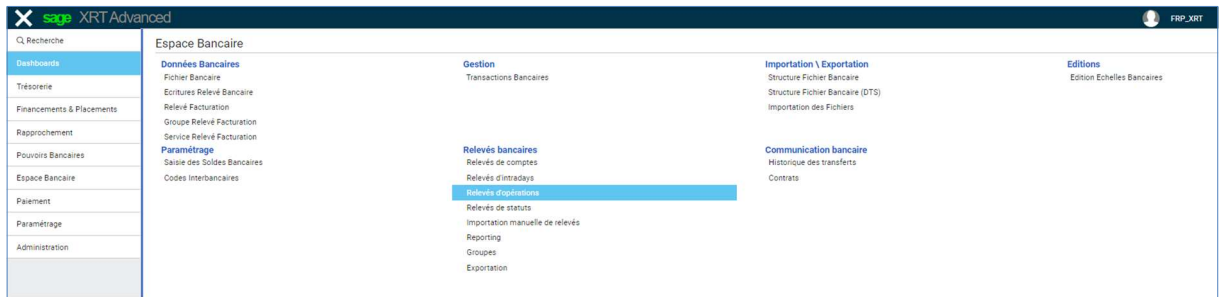 sage XRT Advanced
FRP_XRT
Recherche
Dashboards
Trésorerie
Financements & Placements
Rapprochement
Pouvoirs Bancaires
Espace Bancaire
Paiement
Paramétrage
Administration
Espace Bancaire
Données Bancaires
Fichier Bancaire
Ecritures Relevé Bancaire
Relevé Facturation
Groupe Relevé Facturation
Service Relevé Facturation
Gestion
Transactions Bancaires
Importation \ Exportation
Structure Fichier Bancaire
Structure Fichier Bancaire (DTS)
Importation des Fichiers
Editions
Edition Echelles Bancaires
Paramétrage
Saisie des Soldes Bancaires
Codes Interbancaires
Relevés bancaires
Relevés de comptes
Relevés d'intradays
Relevés d'opérations
Relevés de statuts
Importation manuelle de relevés
Reporting
Groupes
Exportation
Communication bancaire
Historique des transferts
Contrats